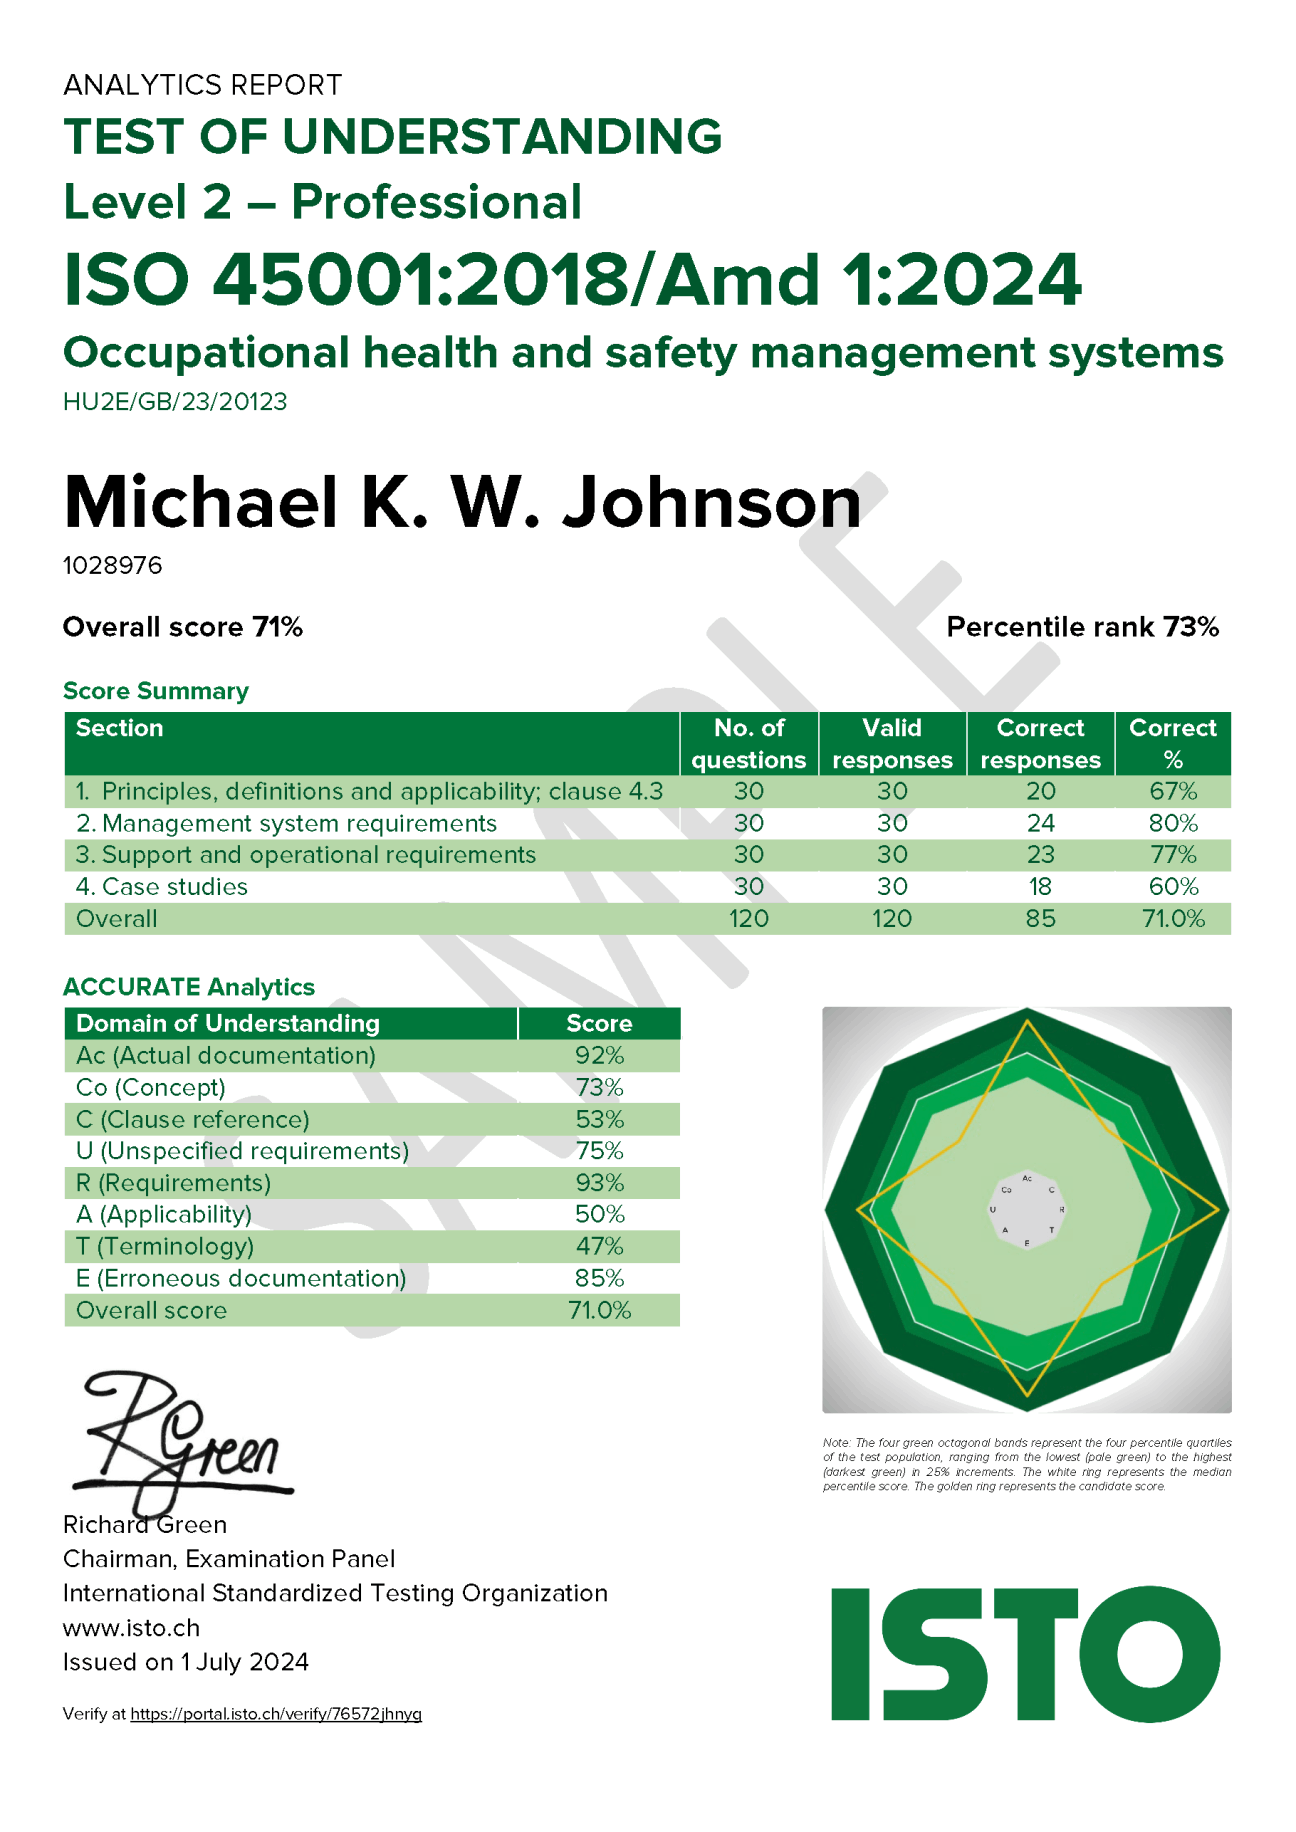 ANALYTICS REPORT
TEST OF UNDERSTANDING
Level 2 – Professional
ISO 45001:2018/Amd 1:2024
Occupational health and safety management systems
HU2E/GB/23/20123
Michael K. W. Johnson
1028976
Overall score 71% Percentile rank 73%
SAMPLE
Score Summary
Section No. of questions Valid responses Correct responses Correct %
1. Principles, definitions and applicability; clause 4.3 30 30 20 67%
2. Management system requirements 30 30 24 80%
3. Support and operational requirements 30 30 23 77%
4. Case studies 30 30 18 60%
Overall 120 120 85 71.0%
ACCURATE Analytics
Domain of Understanding Score
Ac (Actual documentation) 92%
Co (Concept) 73%
C (Clause reference) 53%
U (Unspecified requirements) 75%
R (Requirements) 93%
A (Applicability) 50%
T (Terminology) 47%
E (Erroneous documentation) 85%
Overall score 71.0%
Ac
Co C
U R
A T
E
Note: The four green octagonal bands represent the four percentile quartiles
of the test population, ranging from the lowest (pale green) to the highest
(darkest green) in 25% increments. The white ring represents the median
percentile score. The golden ring represents the candidate score.
RGreen
Richard Green
Chairman, Examination Panel
International Standardized Testing Organization
www.isto.ch
Issued on 1 July 2024
Verify at https://portal.isto.ch/verify/76572jhnyg
ISTO